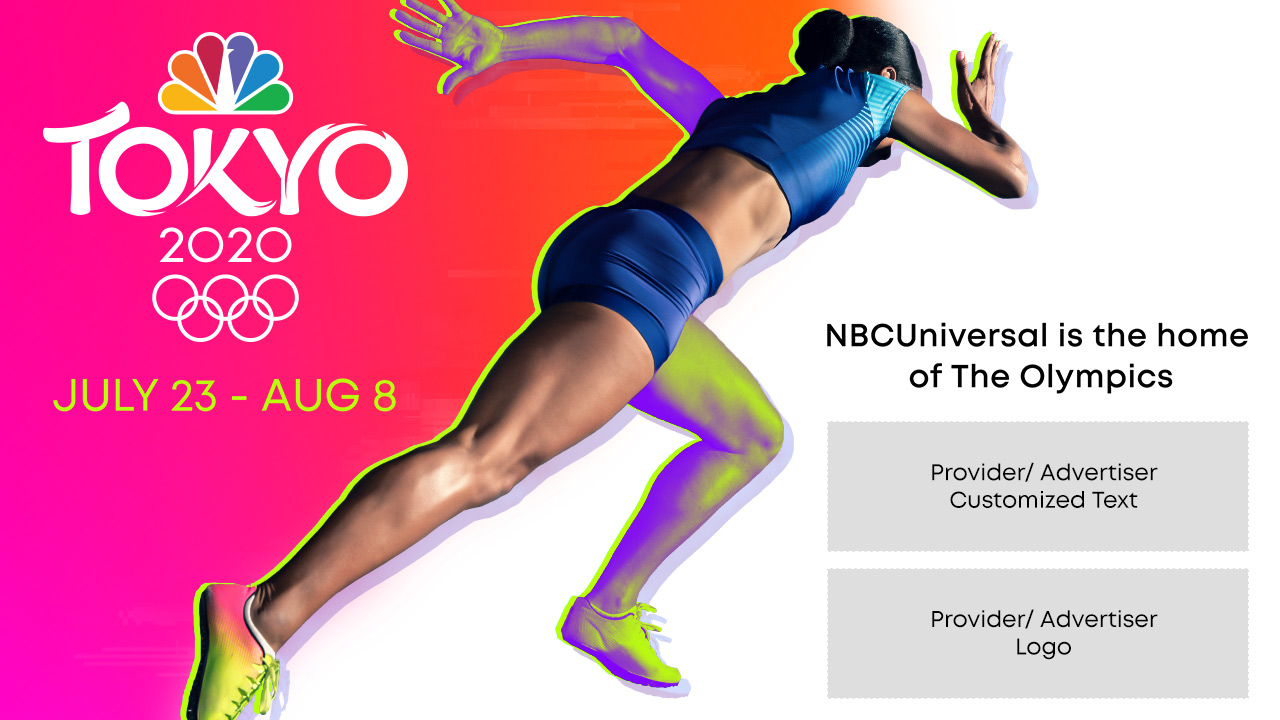 TOKYO
2020
JULY 23 - AUG 8
NBCUniversal is the home
of The Olympics
Provider/ Advertiser
Customized Text
Provider/ Advertiser
Logo